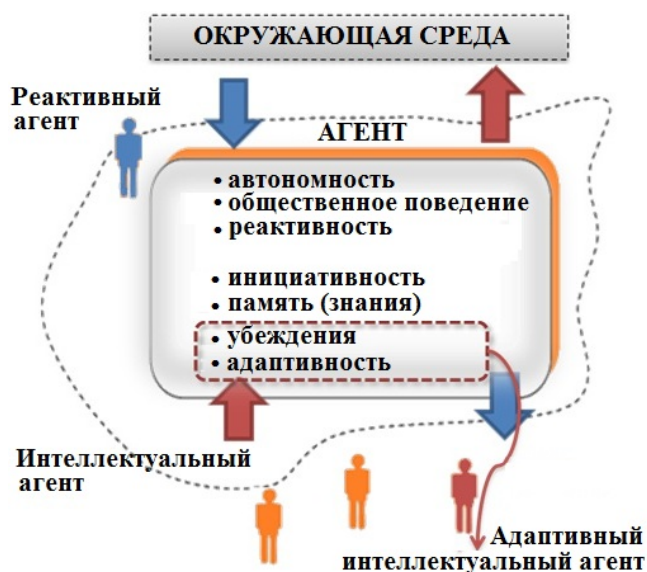 ОКРУЖАЮЩАЯ СРЕДА
Реактивный
агент
АГЕНТ
• автономность
• общественное поведение
• реактивность
• инициативность
• память (знания)
• убеждения
• адаптивность
Интеллектуальный
агент
Адаптивный
интеллектуальный агент